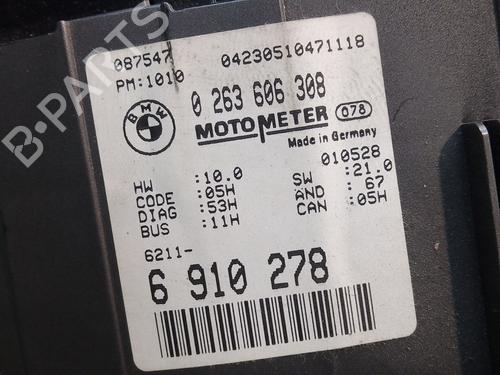 087547 04230510471118
PM:1010
BMW
0 263 606 308
MOTOMETER 078
Made in Germany
010528
HW :10.0 SW :21.0
CODE :05H AND : 67
DIAG :53H CAN :05H
BUS :11H
6211-
6 910 278
B-PARTS